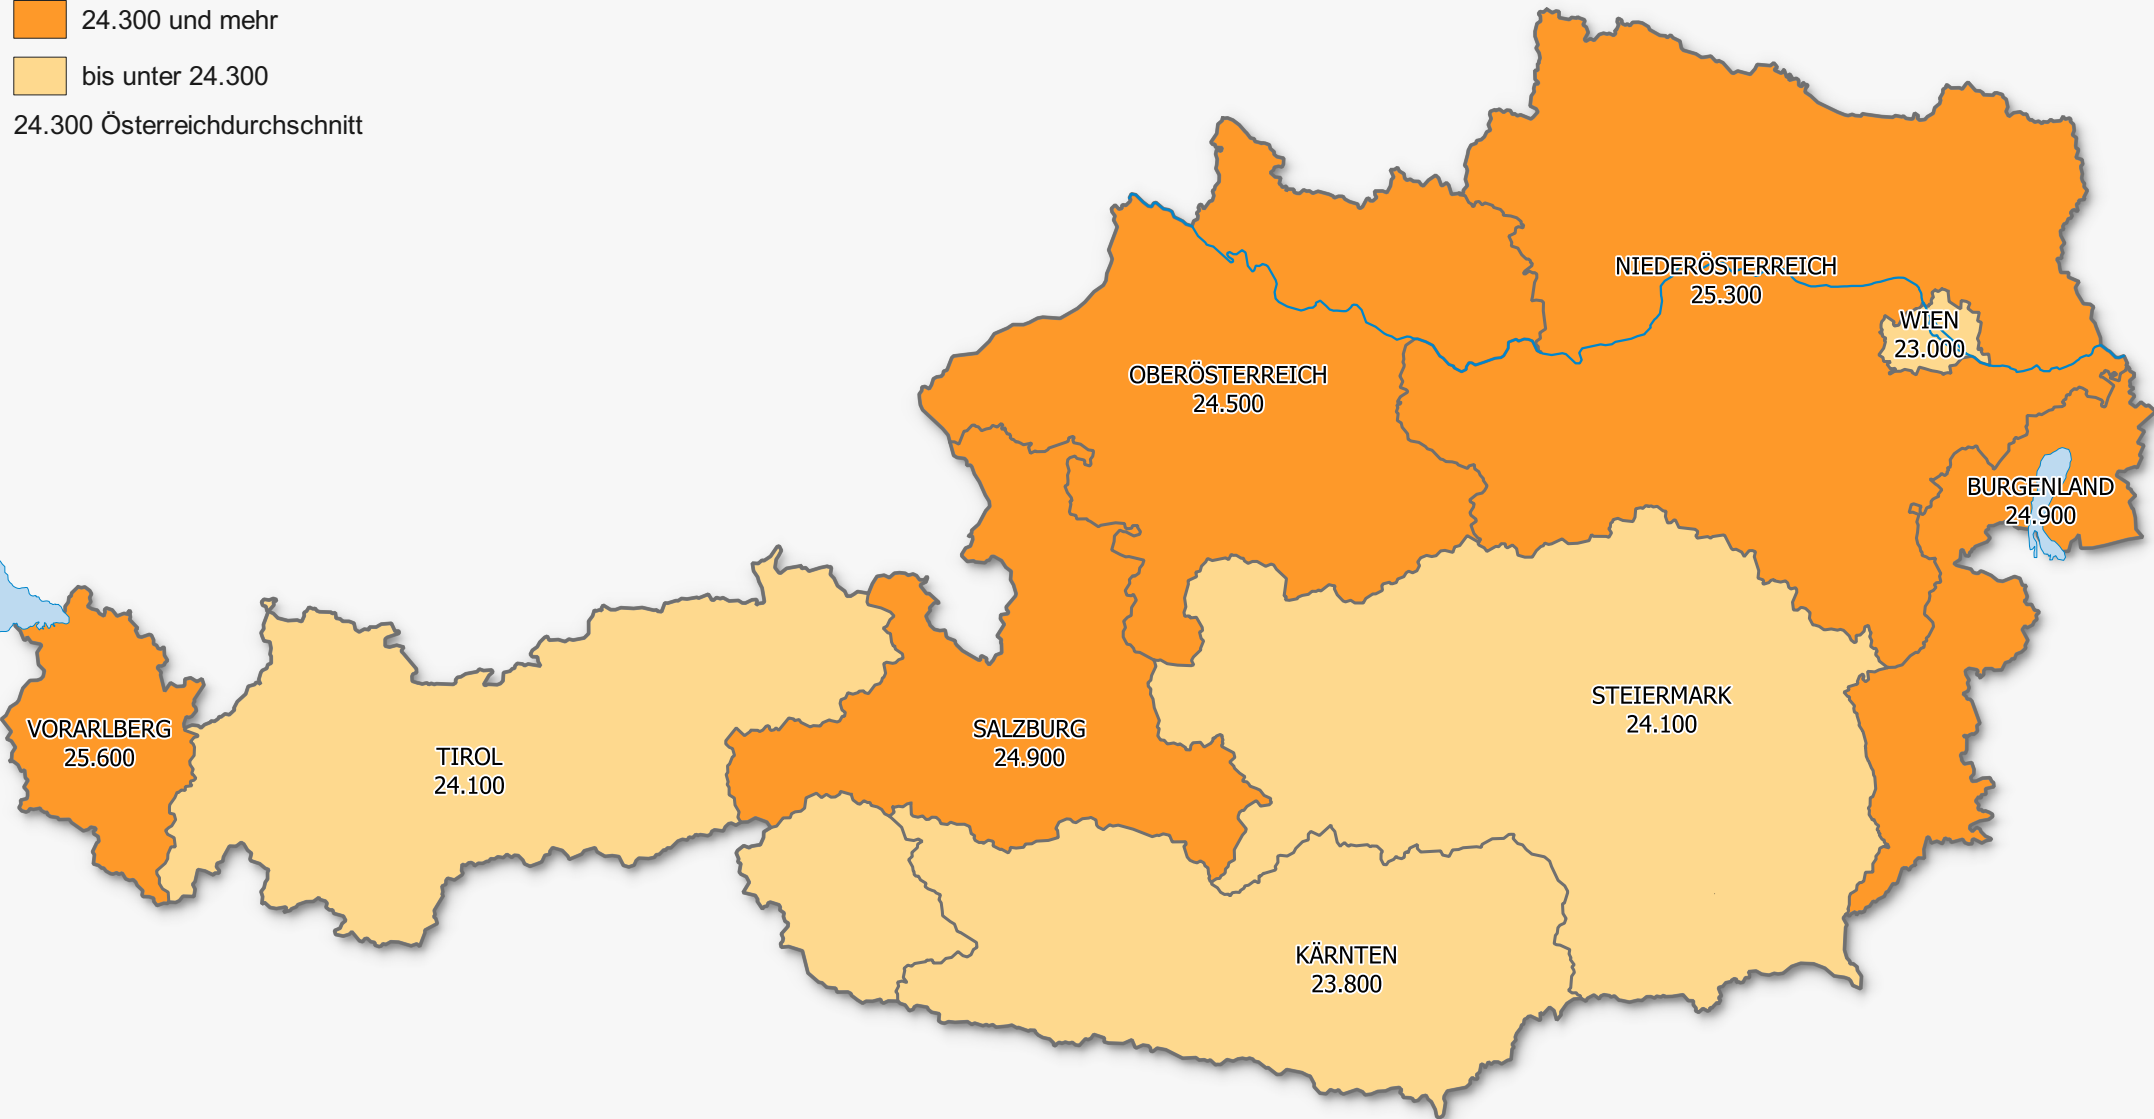 24.300 und mehr
bis unter 24.300
24.300 Österreichdurchschnitt
NIEDERÖSTERREICH
25.300
WIEN
23.000
OBERÖSTERREICH
24.500
BURGENLAND
24.900
STEIERMARK
24.100
VORARLBERG
25.600
SALZBURG
24.900
TIROL
24.100
KÄRNTEN
23.800